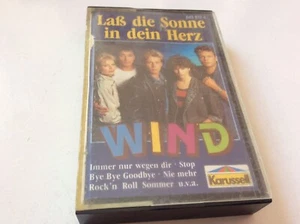 Laß die Sonne
in dein Herz
WIND
Immer nur wegen dir · Stop
Bye Bye Goodbye · Nie mehr
Rock'n Roll Sommer u.v.a.
Karussell